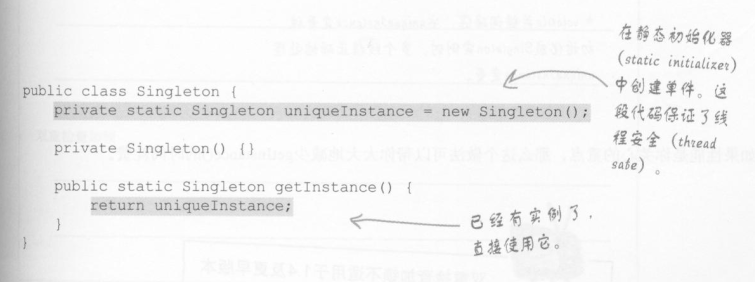 public class Singleton {
private static Singleton uniqueInstance = new Singleton();
private Singleton() {}
public static Singleton getInstance() {
return uniqueInstance;
}
}
在静态初始化器
(static initializer)
中创建单件。这
段代码保证了线
程安全 (thread
sabe) 。
已经有实例了，
直接使用它。